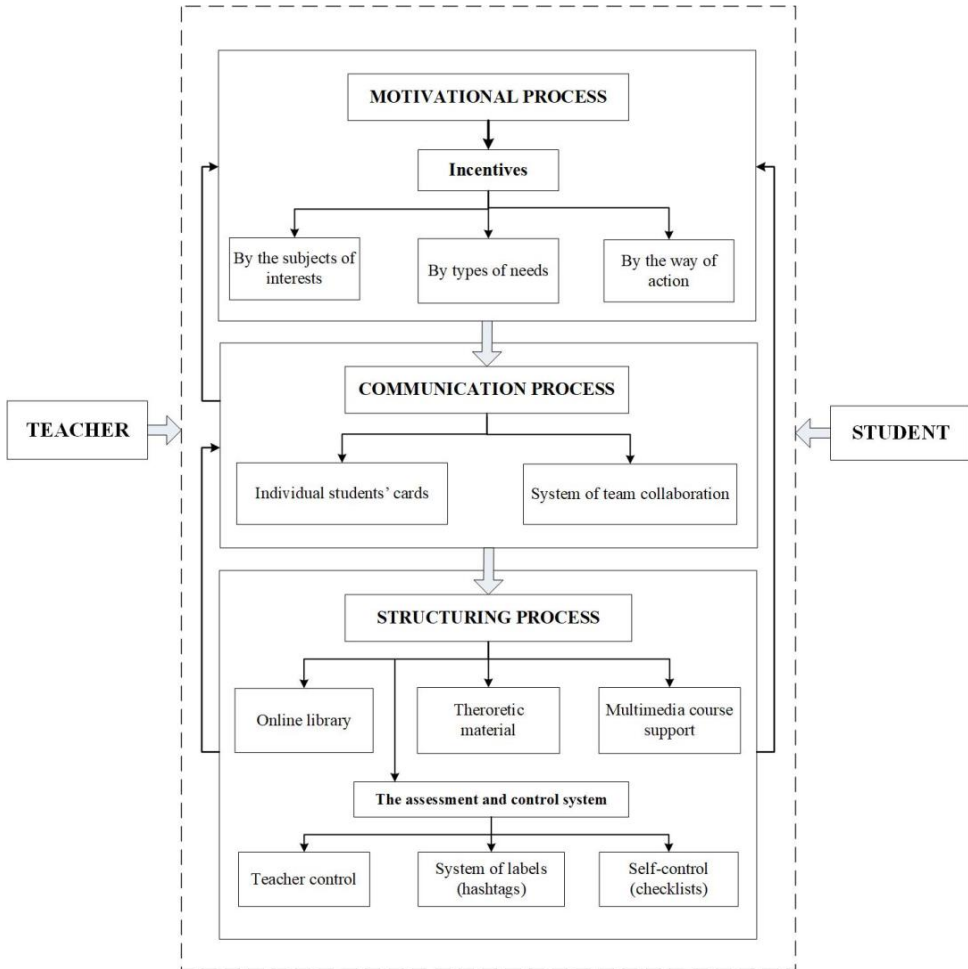 MOTIVATIONAL PROCESS
Incentives
By the subjects of
interests
By types of needs
By the way of
action
COMMUNICATION PROCESS
TEACHER
STUDENT
Individual students’ cards
System of team collaboration
STRUCTURING PROCESS
Online library
Theroretic
material
Multimedia course
support
The assessment and control system
Teacher control
System of labels
(hashtags)
Self-control
(checklists)